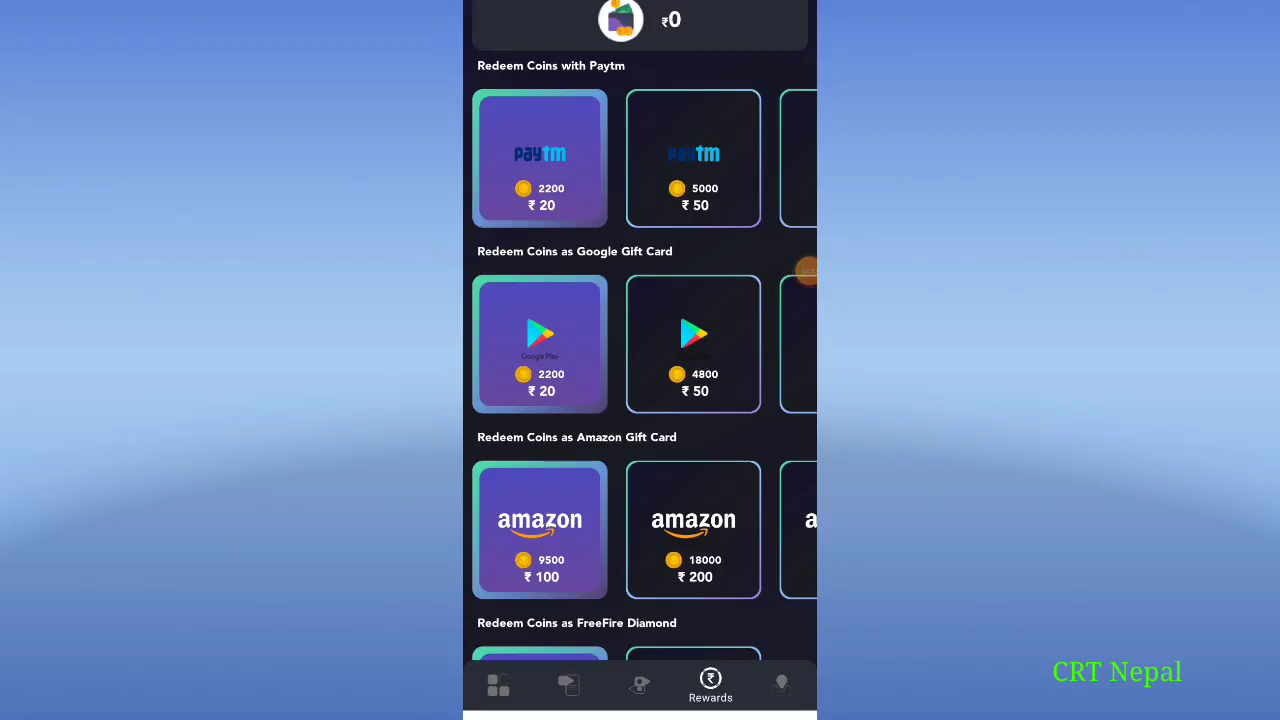 ₹0
Redeem Coins with Paytm
paytm
paytm
2200
5000
₹ 20
₹ 50
Redeem Coins as Google Gift Card
Google Play
2200
4800
₹ 20
₹ 50
Redeem Coins as Amazon Gift Card
amazon
amazon
a
9500
18000
₹ 100
₹ 200
Redeem Coins as FreeFire Diamond
₹
Rewards
CRT Nepal